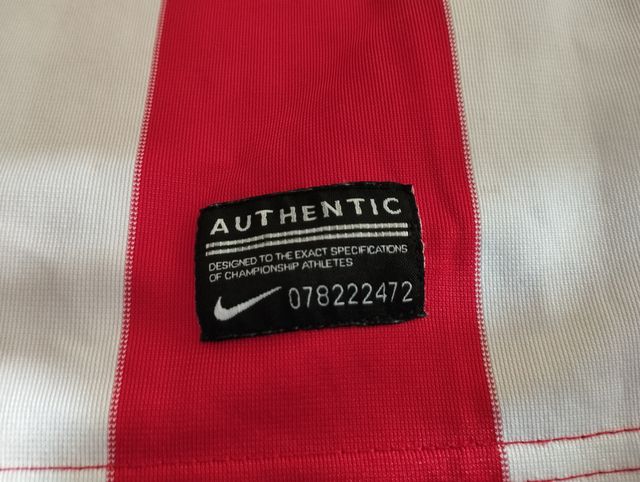 AUTHENTIC
DESIGNED TO THE EXACT SPECIFICATIONS
OF CHAMPIONSHIP ATHLETES
078222472